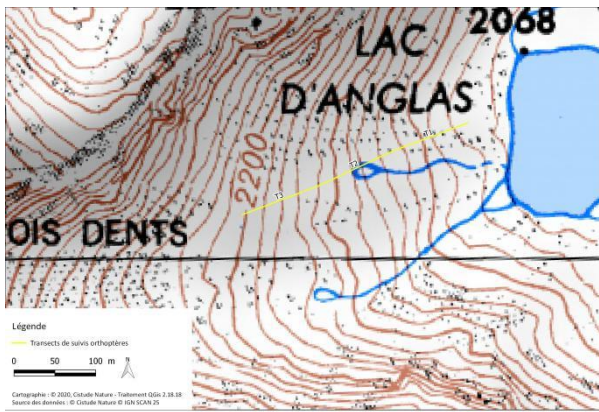 2068
LAC
D'ANGLAS
T1
T2
2200
T3
OIS DENTS
Légende
Transects de suivis orthoptères
0 50 100 m N
Cartographie : © 2020, Cistude Nature - Traitement QGis 2.18.18
Source des données : © Cistude Nature © IGN SCAN 25